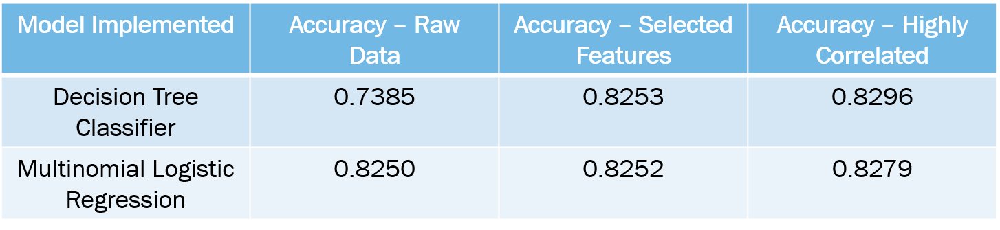 Model Implemented
Accuracy – Raw
Data
Accuracy – Selected
Features
Accuracy – Highly
Correlated
Decision Tree
Classifier
0.7385
0.8253
0.8296
Multinomial Logistic
Regression
0.8250
0.8252
0.8279